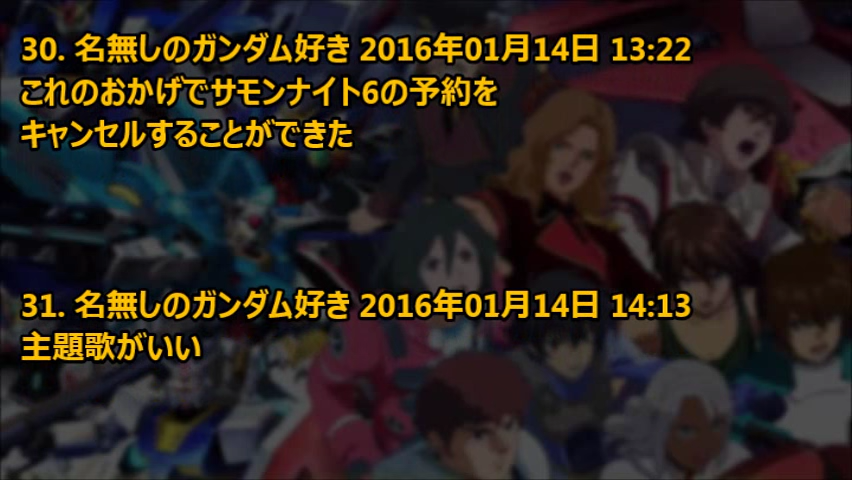 30. 名無しのガンダム好き 2016年01月14日 13:22
これのおかげでサモンナイト6の予約を
キャンセルすることができた
31. 名無しのガンダム好き 2016年01月14日 14:13
主題歌がいい